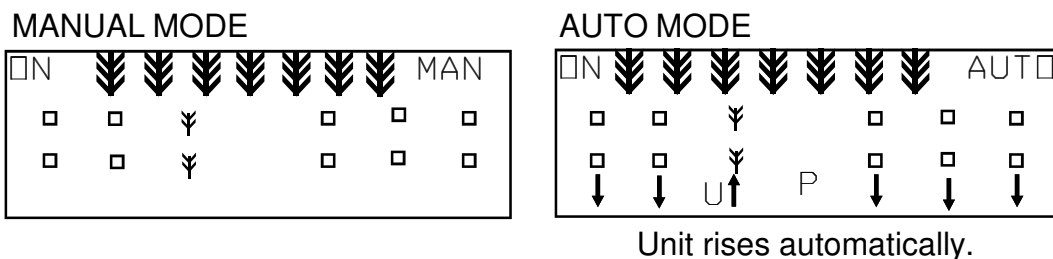 MANUAL MODE
AUTO MODE
ON MAN
ON AUTO
U P
Unit rises automatically.